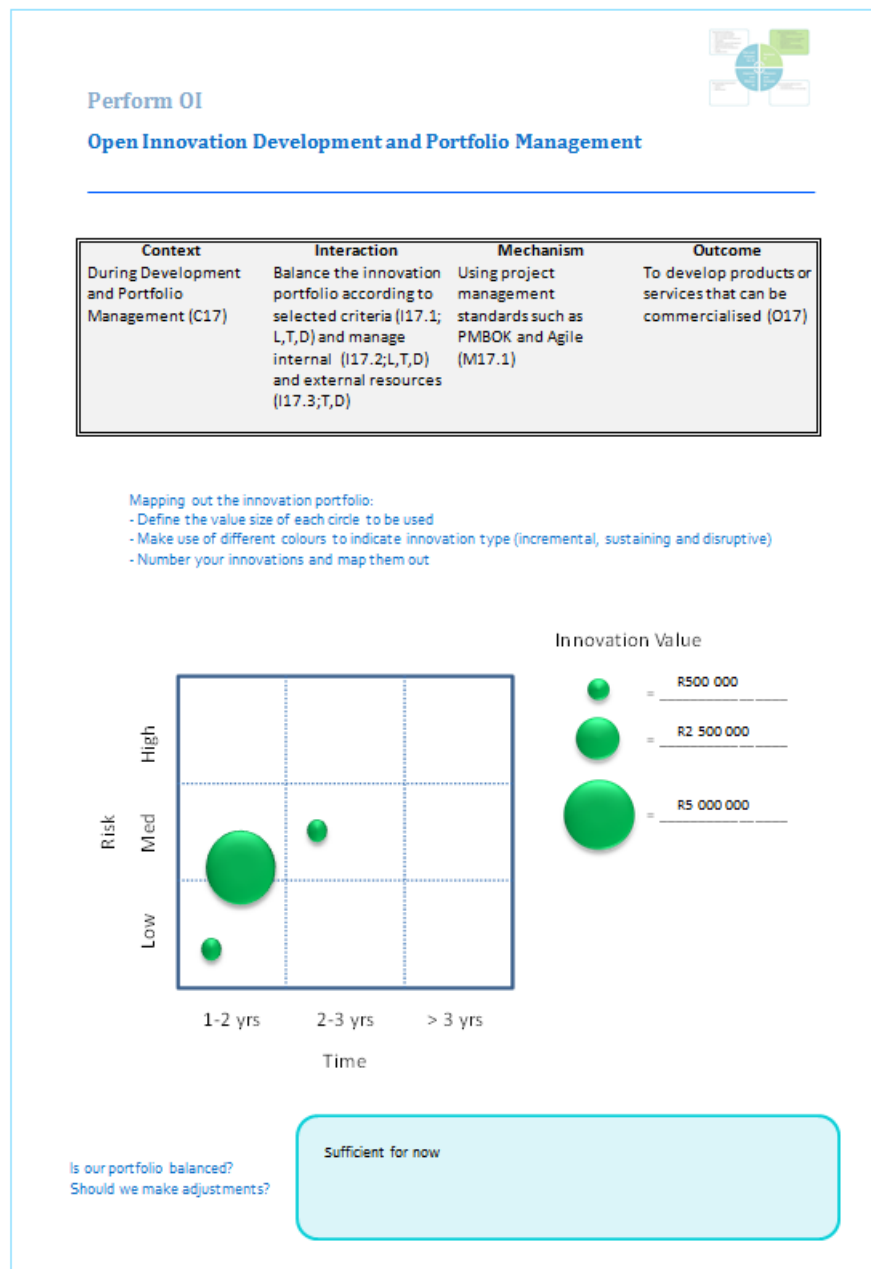 Perform OI
Open Innovation Development and Portfolio Management
Context
During Development
and Portfolio
Management (C17)
Interaction
Balance the innovation
portfolio according to
selected criteria (I17.1;
L,T,D) and manage
internal (I17.2;L,T,D)
and external resources
(I17.3;T,D)
Mechanism
Using project
management
standards such as
PMBOK and Agile
(M17.1)
Outcome
To develop products or
services that can be
commercialised (O17)
Mapping out the innovation portfolio:
- Define the value size of each circle to be used
- Make use of different colours to indicate innovation type (incremental, sustaining and disruptive)
- Number your innovations and map them out
Innovation Value
= R500 000
= R2 500 000
= R5 000 000
Risk
High
Med
Low
1-2 yrs
2-3 yrs
> 3 yrs
Time
Is our portfolio balanced?
Should we make adjustments?
Sufficient for now